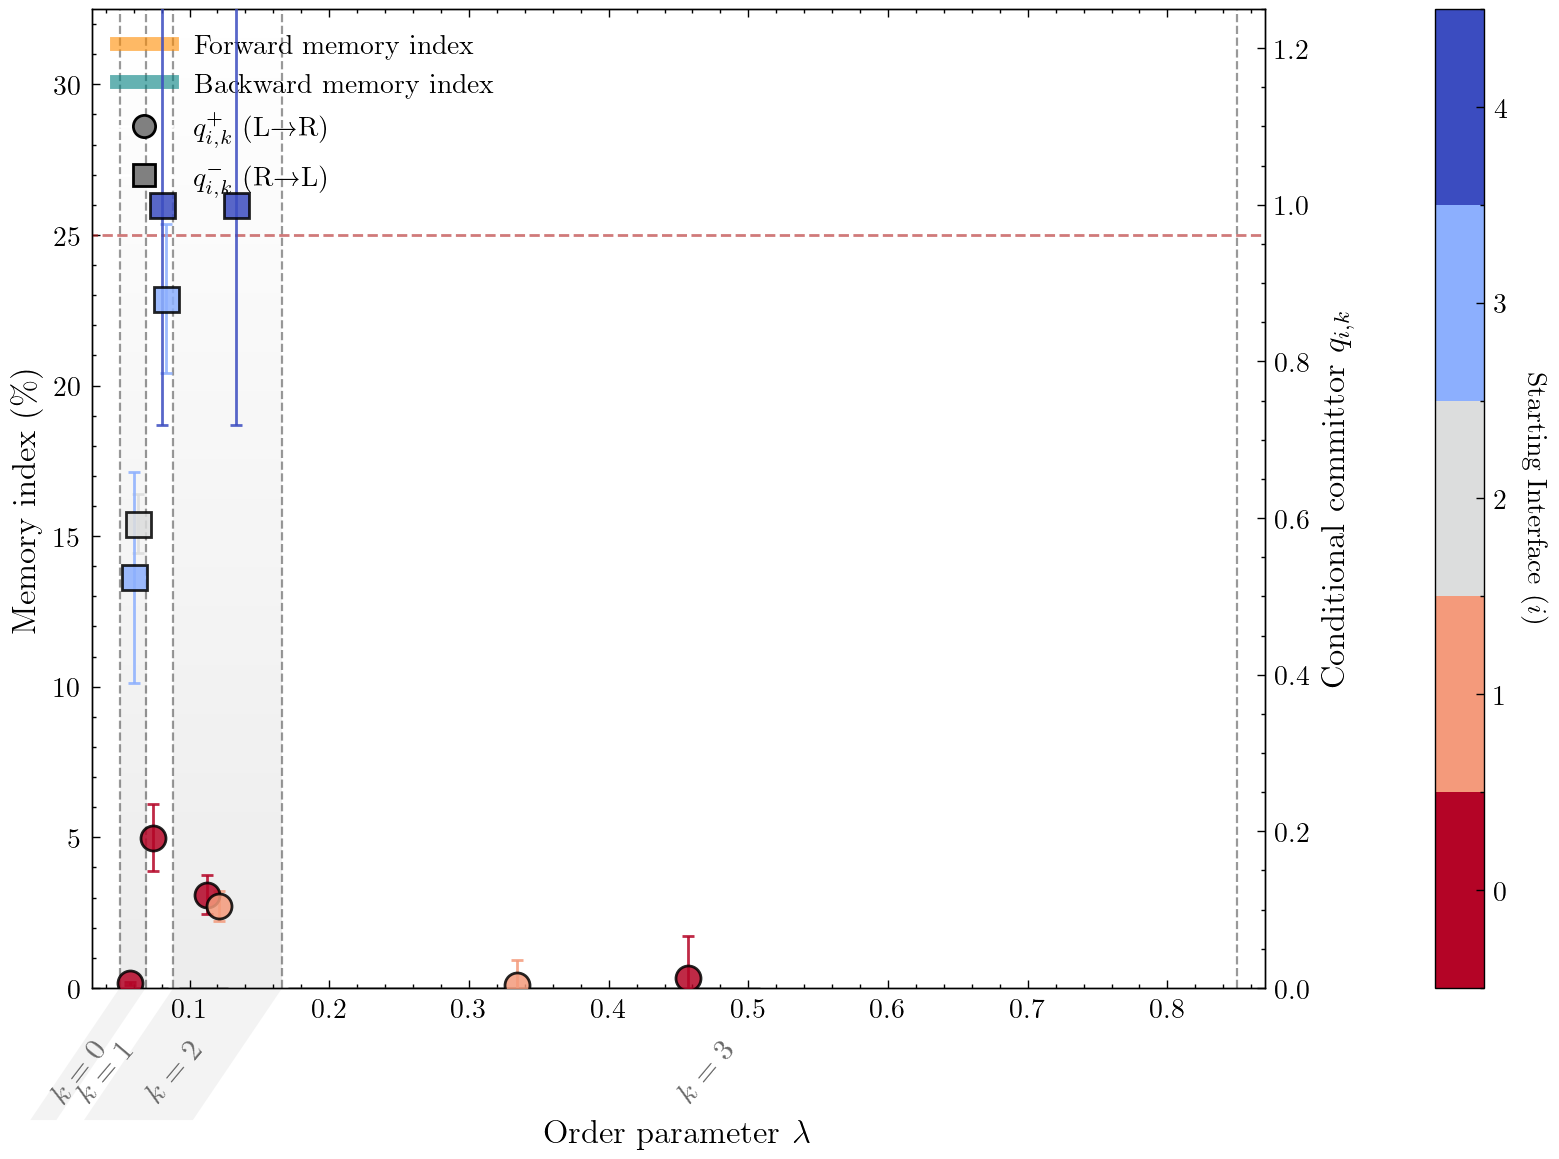 Forward memory index
Backward memory index
q⁺ᵢ,ₖ (L→R)
q⁻ᵢ,ₖ (R→L)
Memory index (%)
30
25
20
15
10
5
0
0.1
0.2
0.3
0.4
0.5
0.6
0.7
0.8
k = 0
k = 1
k = 2
k = 3
Order parameter λ
1.2
1.0
0.8
0.6
0.4
0.2
0.0
Conditional committor qᵢ,ₖ
4
3
2
1
0
Starting Interface (i)